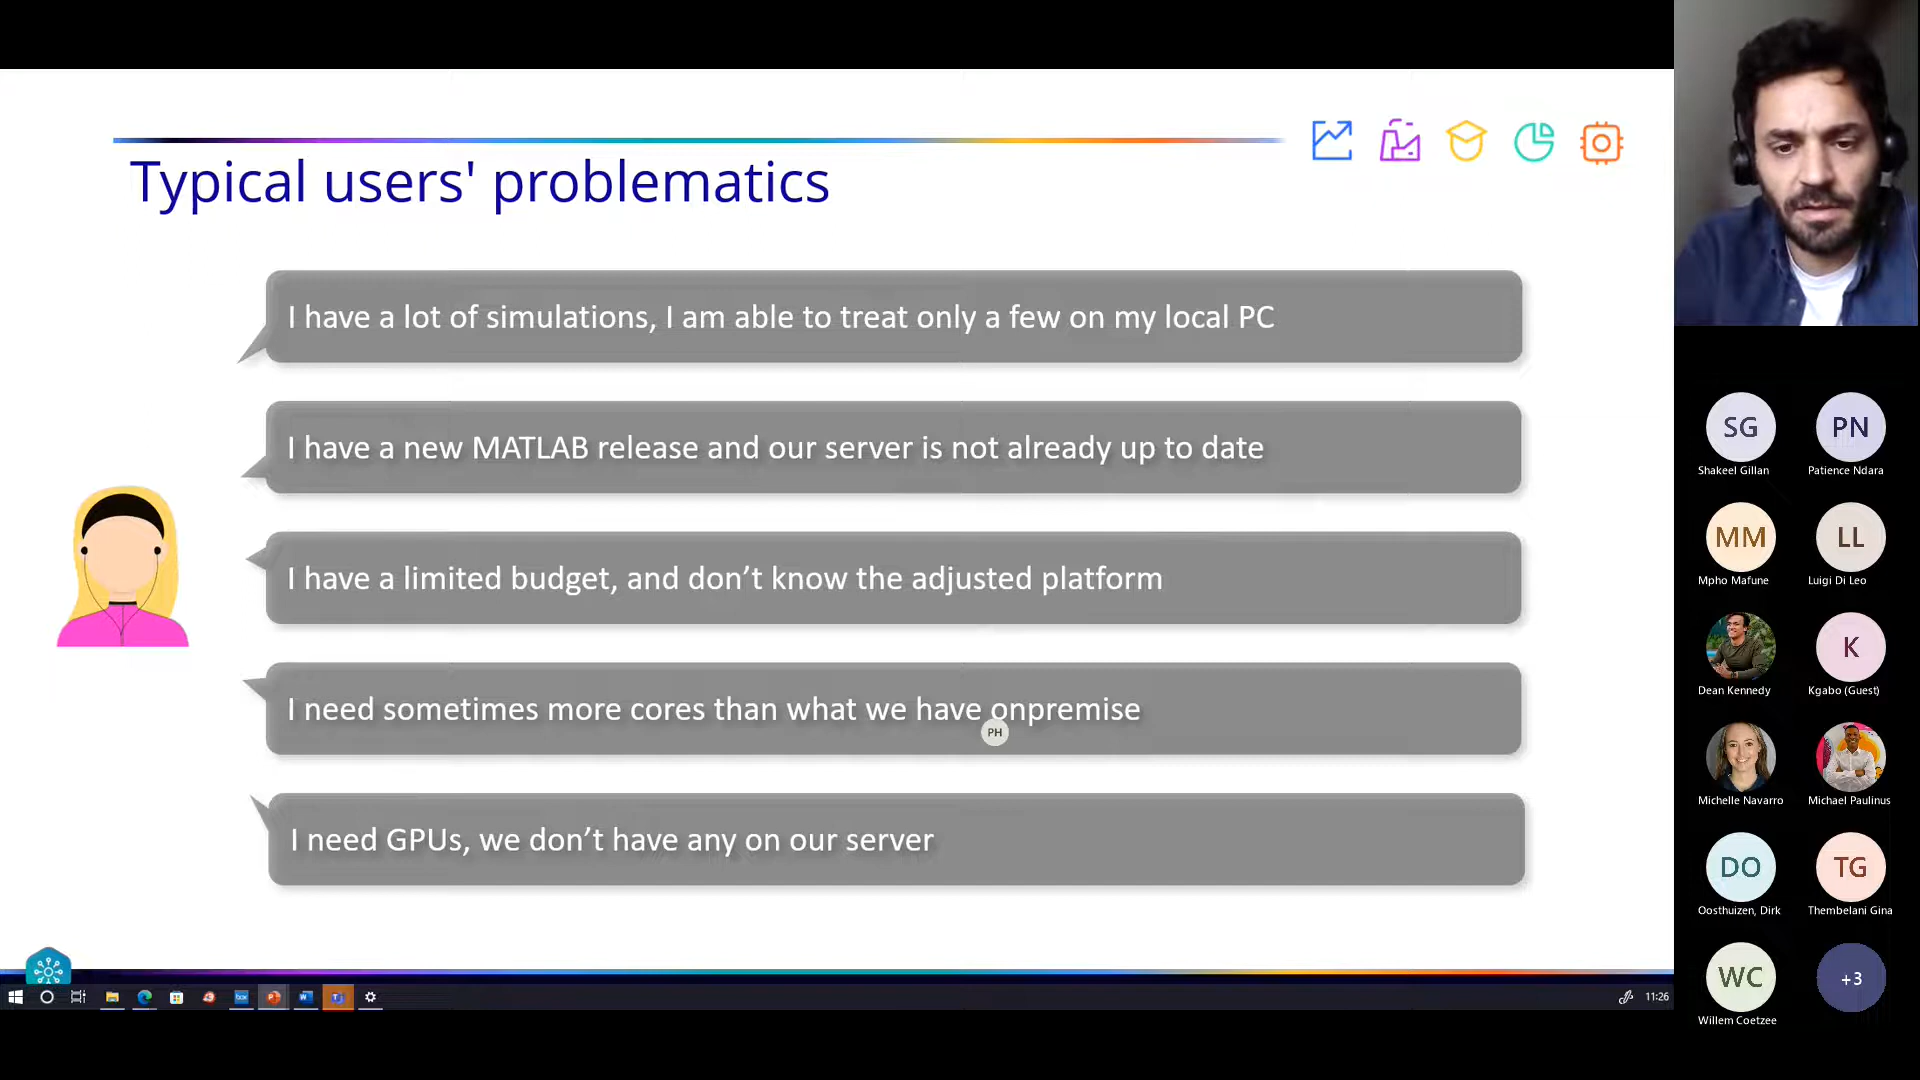 Typical users' problematics
I have a lot of simulations, I am able to treat only a few on my local PC
I have a new MATLAB release and our server is not already up to date
I have a limited budget, and don’t know the adjusted platform
I need sometimes more cores than what we have onpremise
PH
I need GPUs, we don’t have any on our server
11:26
SG
PN
Shakeel Gillan
Patience Ndara
MM
LL
Mpho Mafune
Luigi Di Leo
K
Dean Kennedy
Kgabo (Guest)
Michelle Navarro
Michael Paulinus
DO
TG
Oosthuizen, Dirk
Thembelani Gina
WC
+3
Willem Coetzee